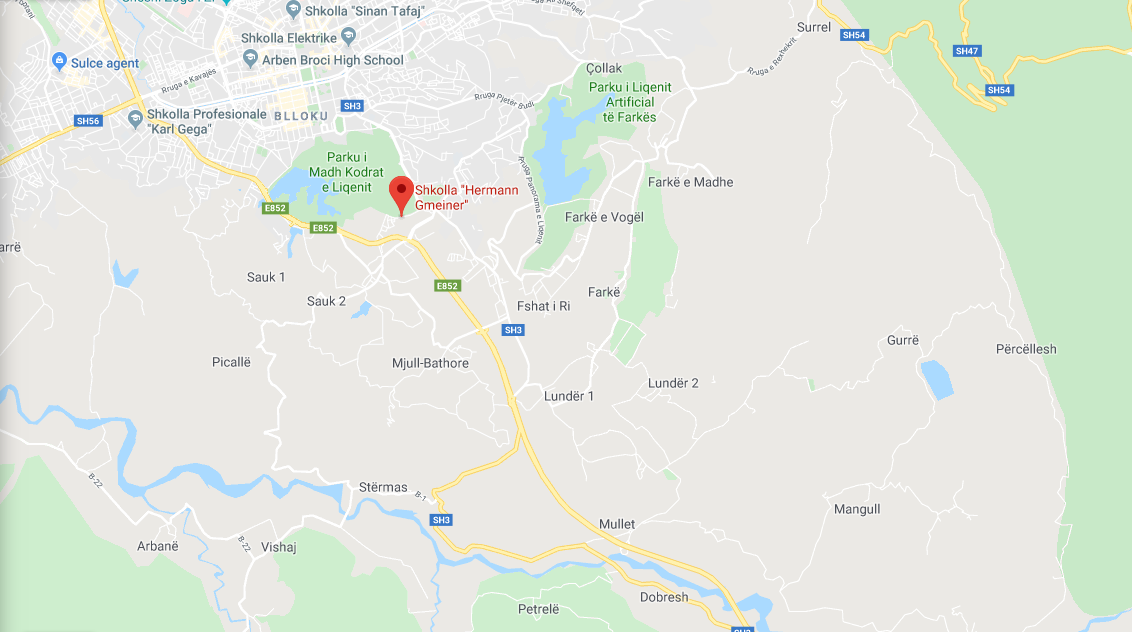 Shkolla "Sinan Tafaj"
Surrel
SH54
Shkolla Elektrike
SH47
Arben Broci High School
Sulce agent
Rruga e Kavajës
Rruga e Rexhekrit
Çollak
SH54
Parku i Liqenit
Artificial
të Farkës
Rruga Pjetër Budi
SH3
Shkolla Profesionale
"Karl Gega"
BLLOKU
SH56
Parku i
Madh Kodrat
e Liqenit
Rruga Panorama e Liqenit
Farkë e Madhe
Shkolla "Hermann
Gmeiner"
E852
Farkë e Vogël
E852
arrë
Sauk 1
E852
Farkë
Sauk 2
Fshat i Ri
SH3
Gurrë
Përcëllesh
Picallë
Mjull-Bathore
Lundër 2
Lundër 1
B-22
Stërmas
B-1
Mangull
SH3
Mullet
Arbanë
B-22
Vishaj
Dobresh
Petrelë
SH3